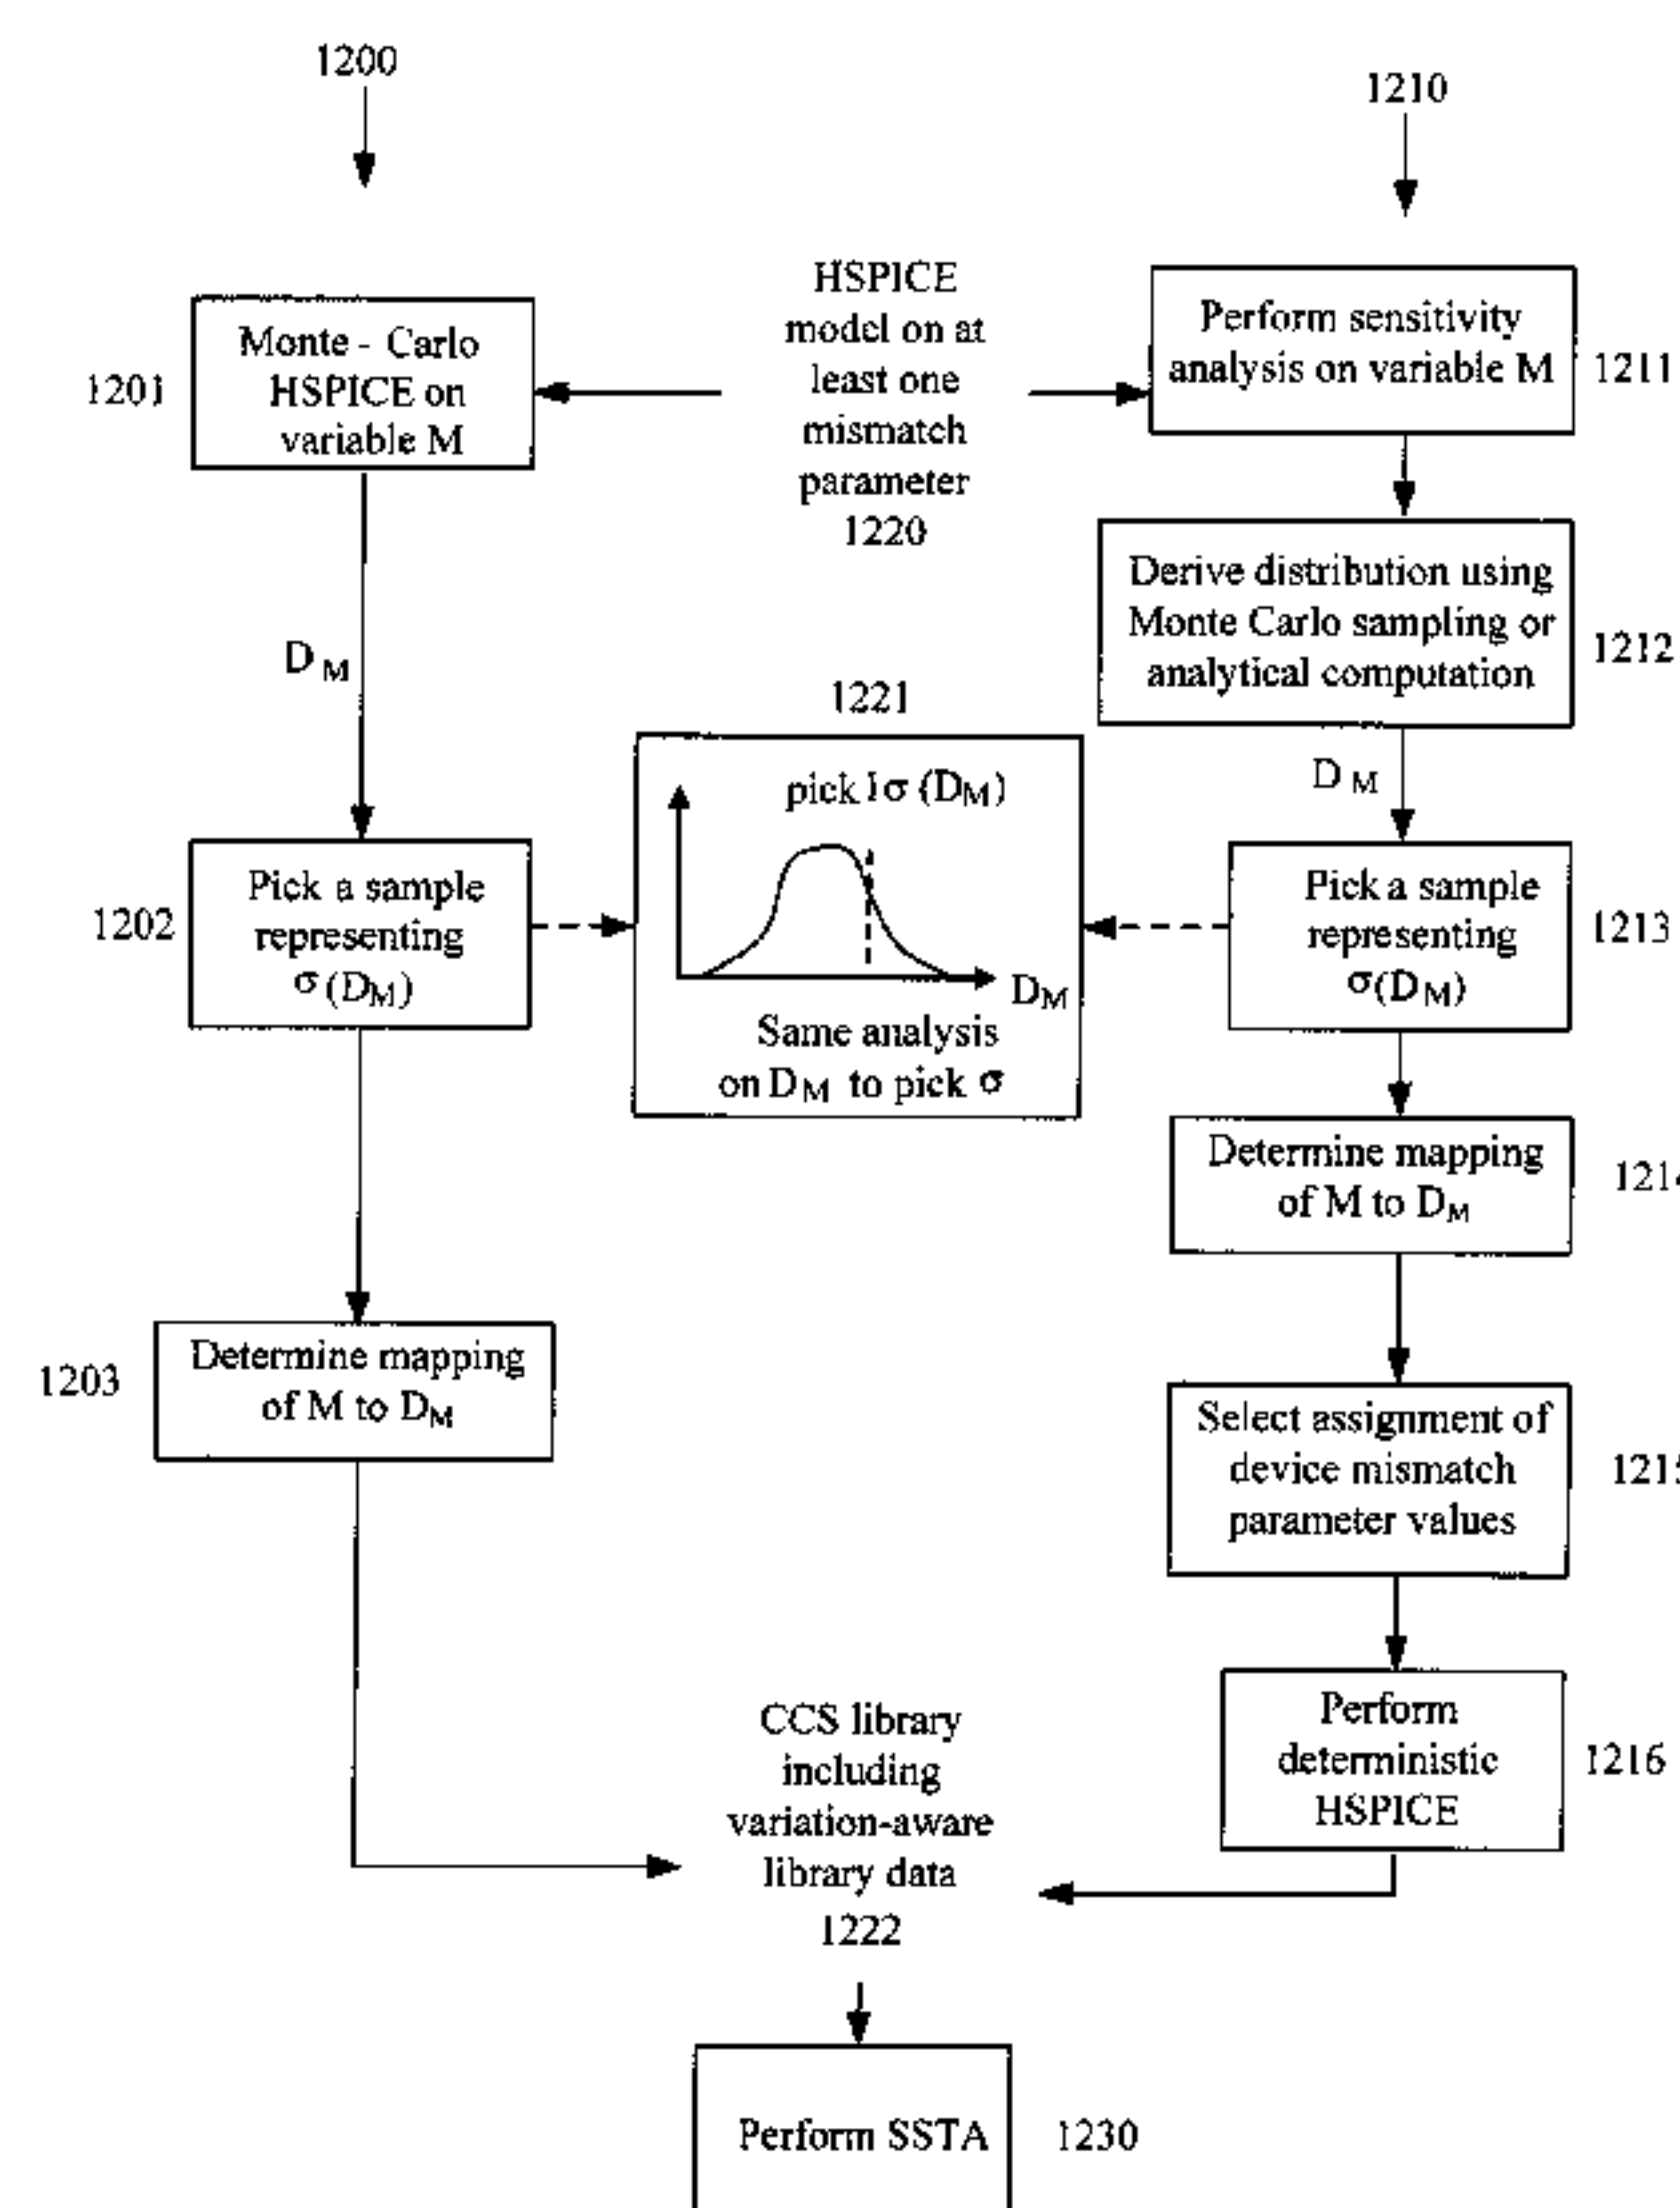 1200
1210
HSPICE
model on at
least one
mismatch
parameter
1220
Monte - Carlo
HSPICE on
variable M
1201
Perform sensitivity
analysis on variable M
1211
Derive distribution using
Monte Carlo sampling or
analytical computation
1212
D M
D M
1221
pick 1σ (DM)
DM
Same analysis
on DM to pick σ
1202
Pick a sample
representing
σ (DM)
Pick a sample
representing
σ(DM)
1213
Determine mapping
of M to DM
1203
Determine mapping
of M to DM
Select assignment of
device mismatch
parameter values
Perform
deterministic
HSPICE
1216
CCS library
including
variation-aware
library data
1222
Perform SSTA
1230